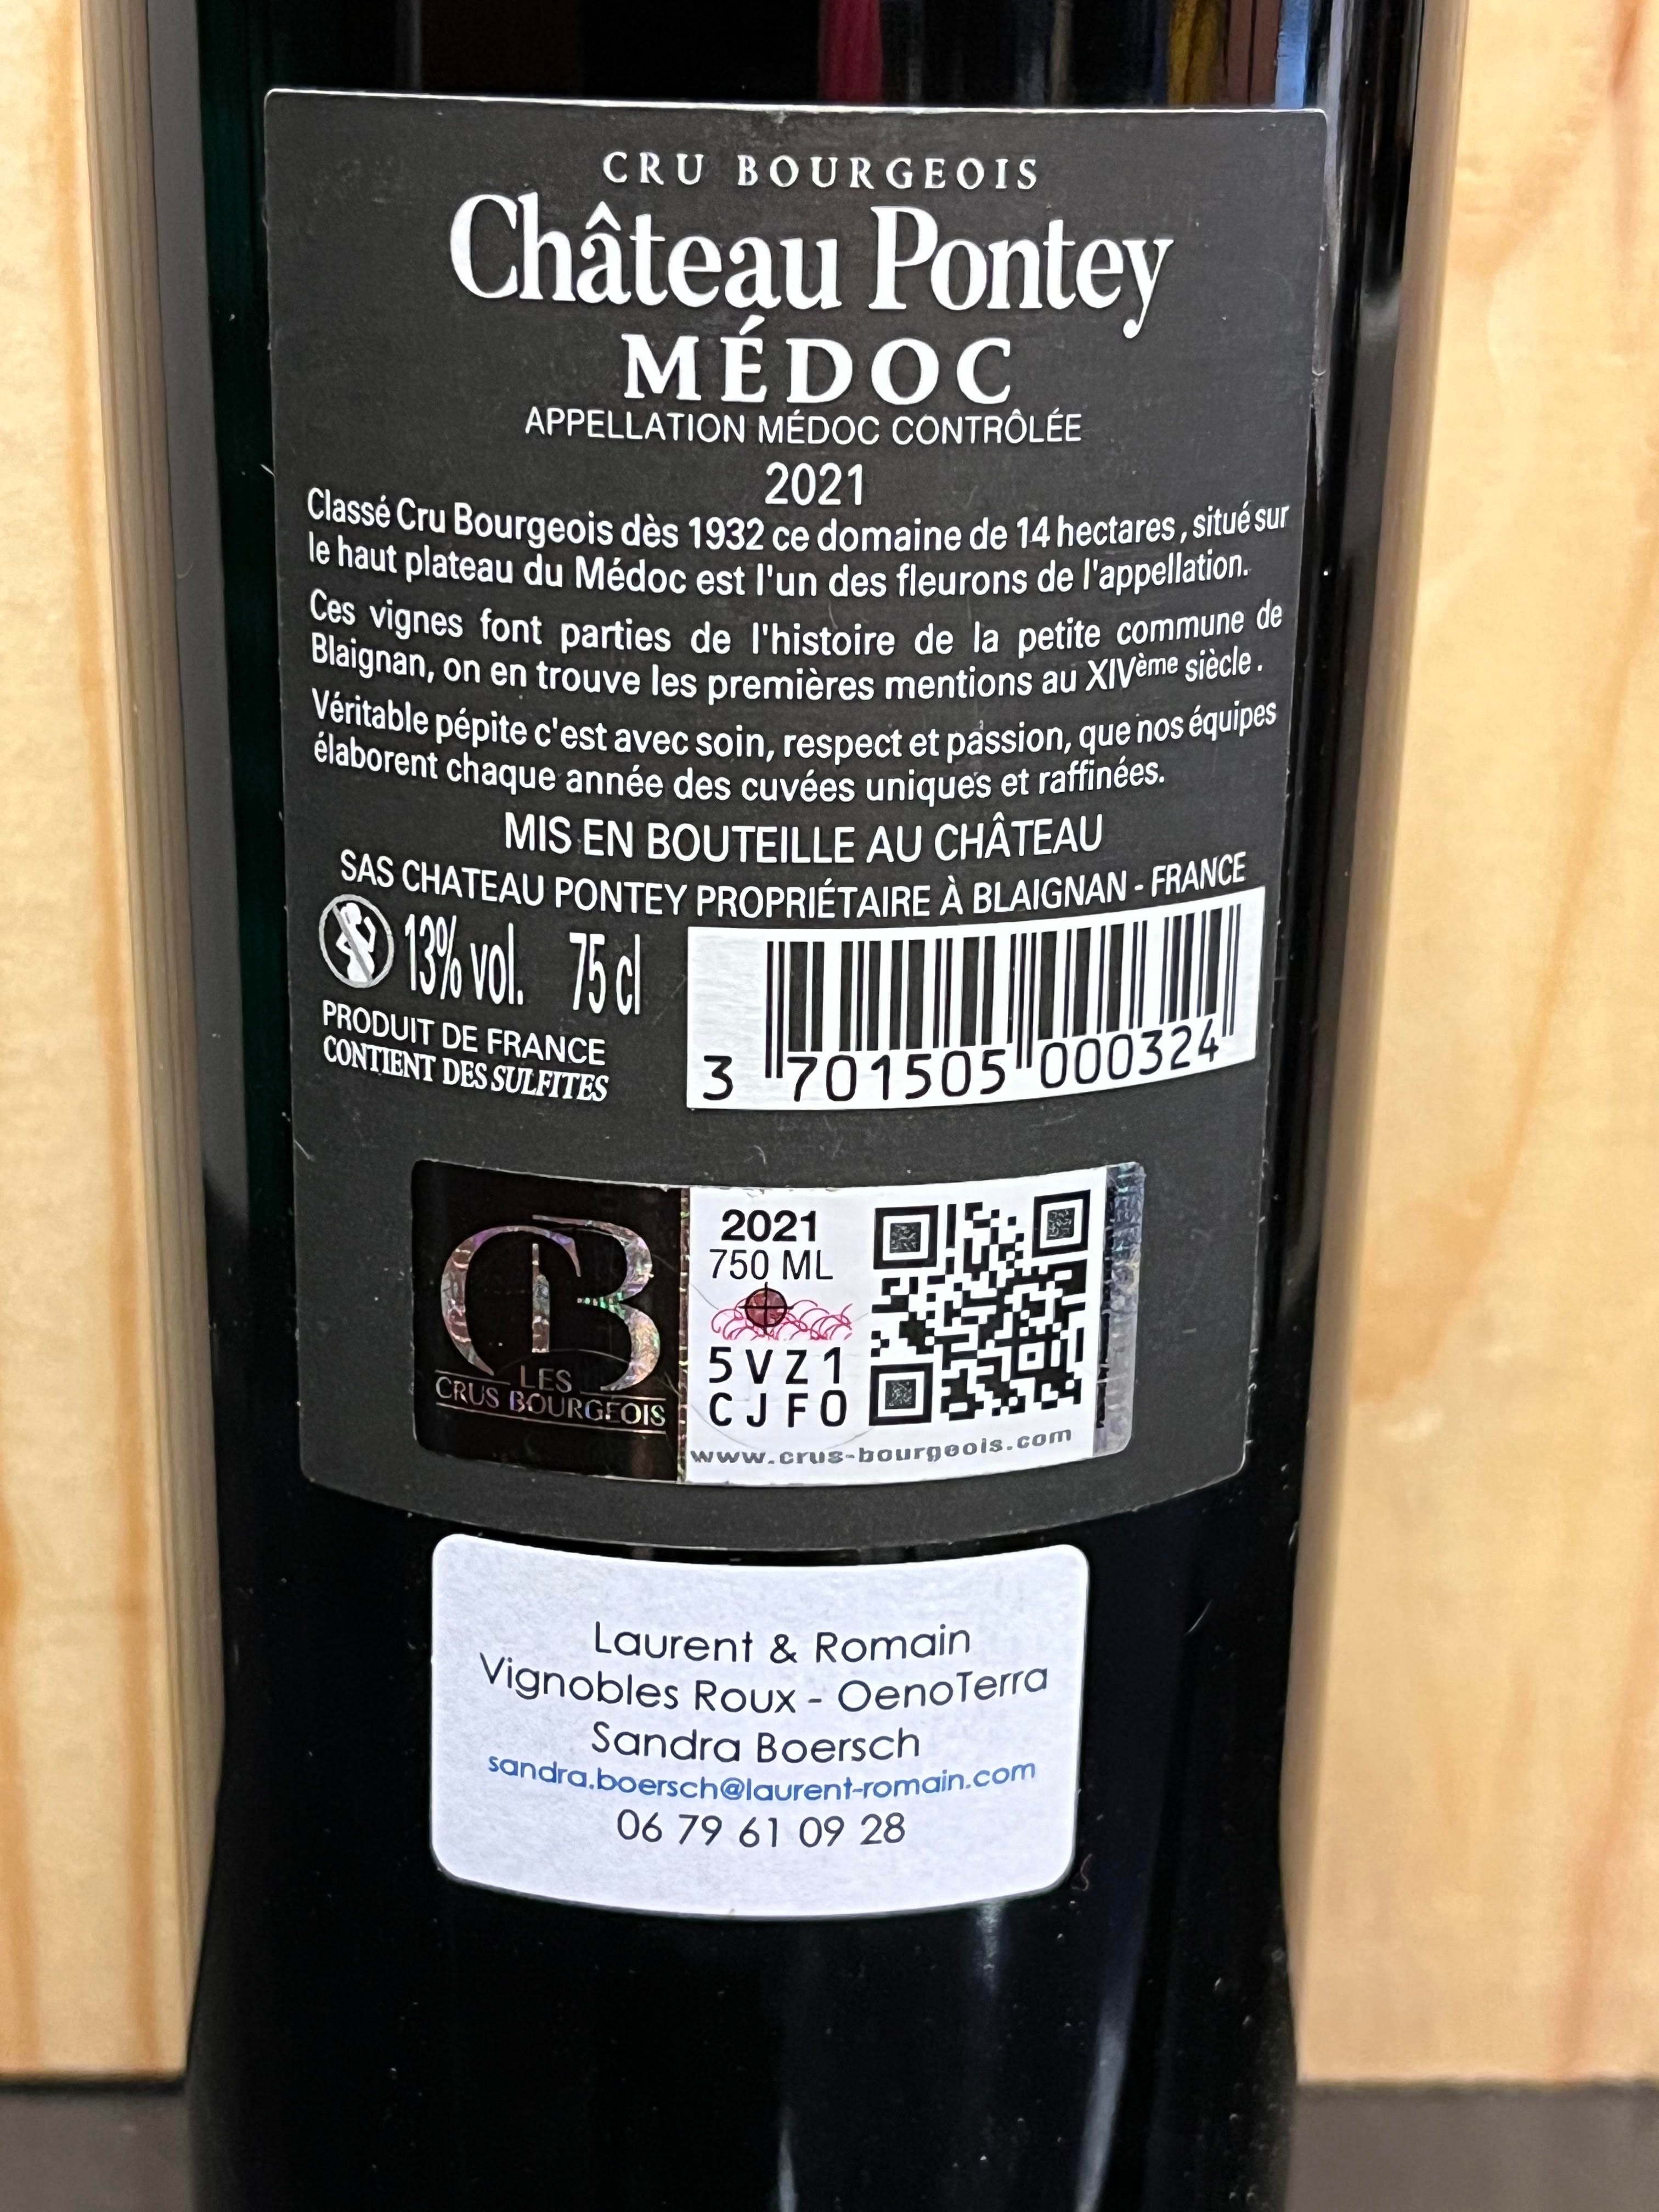 CRU BOURGEOIS
Château Pontey
MÉDOC
APPELLATION MÉDOC CONTRÔLÉE
2021
Classé Cru Bourgeois dès 1932 ce domaine de 14 hectares, situé sur
le haut plateau du Médoc est l'un des fleurons de l'appellation.
Ces vignes font parties de l'histoire de la petite commune de
Blaignan, on en trouve les premières mentions au XIVème siècle.
Véritable pépite c'est avec soin, respect et passion, que nos équipes
élaborent chaque année des cuvées uniques et raffinées.
MIS EN BOUTEILLE AU CHÂTEAU
SAS CHATEAU PONTEY PROPRIÉTAIRE À BLAIGNAN - FRANCE
13% vol. 75 cl
PRODUIT DE FRANCE
CONTIENT DES SULFITES
3 701505 000324
CB
LES
CRUS BOURGEOIS
2021
750 ML
5VZ1
CJF0
www.crus-bourgeois.com
Laurent & Romain
Vignobles Roux - OenoTerra
Sandra Boersch
sandra.boersch@laurent-romain.com
06 79 61 09 28